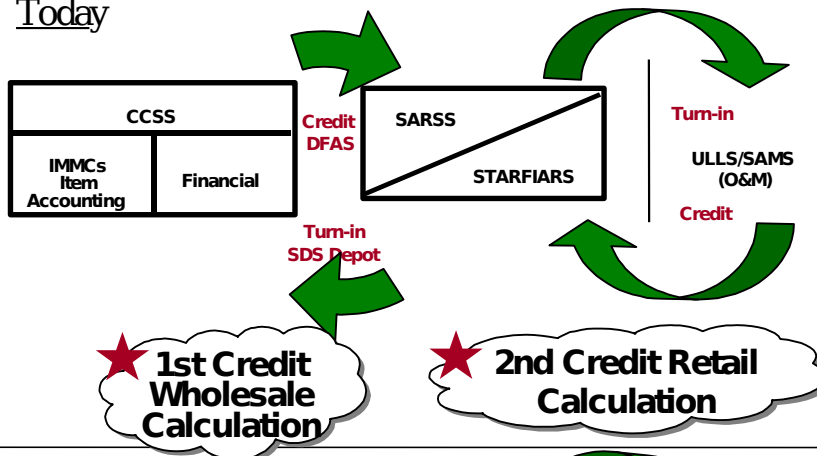 Today
CCSS
IMMCs
Item
Accounting
Financial
Credit
DFAS
SARSS
STARFIARS
Turn-in
ULLS/SAMS
(O&M)
Credit
Turn-in
SDS Depot
1st Credit
Wholesale
Calculation
2nd Credit Retail
Calculation